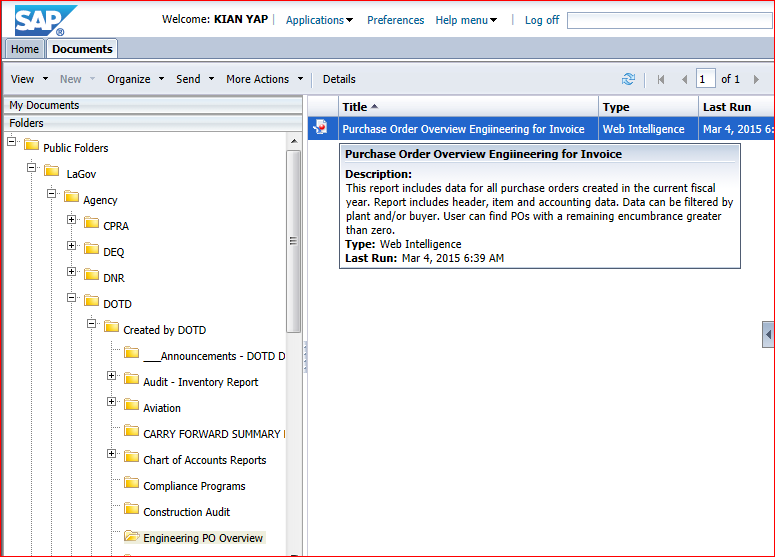 SAP®
Welcome: KIAN YAP | Applications Preferences Help menu | Log off
Home Documents
View New Organize Send More Actions Details 1 of 1
My Documents
Folders
Public Folders
LaGov
Agency
CPRA
DEQ
DNR
DOTD
Created by DOTD
___Announcements - DOTD D
Audit - Inventory Report
Aviation
CARRY FORWARD SUMMARY
Chart of Accounts Reports
Compliance Programs
Construction Audit
Engineering PO Overview
Title Type Last Run
Purchase Order Overview Engiineering for Invoice Web Intelligence Mar 4, 2015 6:
Purchase Order Overview Engiineering for Invoice
Description:
This report includes data for all purchase orders created in the current fiscal
year. Report includes header, item and accounting data. Data can be filtered by
plant and/or buyer. User can find POs with a remaining encumbrance greater
than zero.
Type: Web Intelligence
Last Run: Mar 4, 2015 6:39 AM